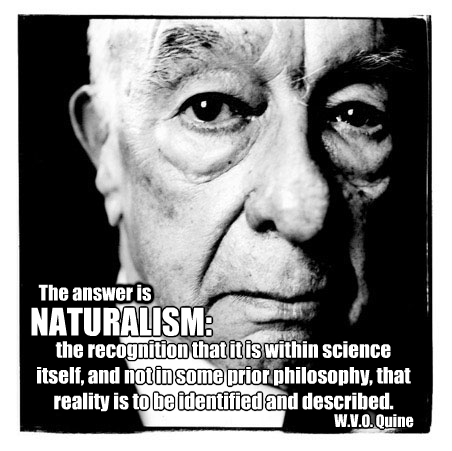 The answer is
NATURALISM:
the recognition that it is within science
itself, and not in some prior philosophy, that
reality is to be identified and described.
W.V.O. Quine